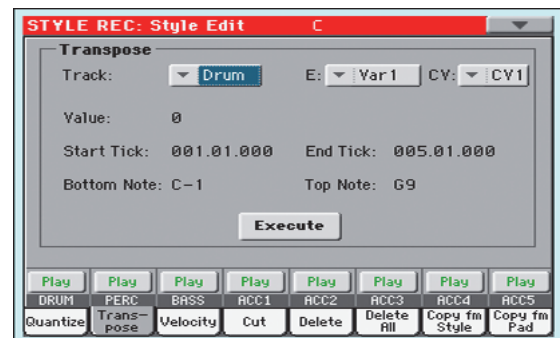 STYLE REC: Style Edit C
Transpose
Track: Drum E: Var1 CV: CV1
Value: 0
Start Tick: 001.01.000 End Tick: 005.01.000
Bottom Note: C-1 Top Note: G9
Execute
Play Play Play Play Play Play Play Play
DRUM PERC BASS ACC1 ACC2 ACC3 ACC4 ACC5
Quantize Trans-pose Velocity Cut Delete Delete All Copy fm Style Copy fm Pad